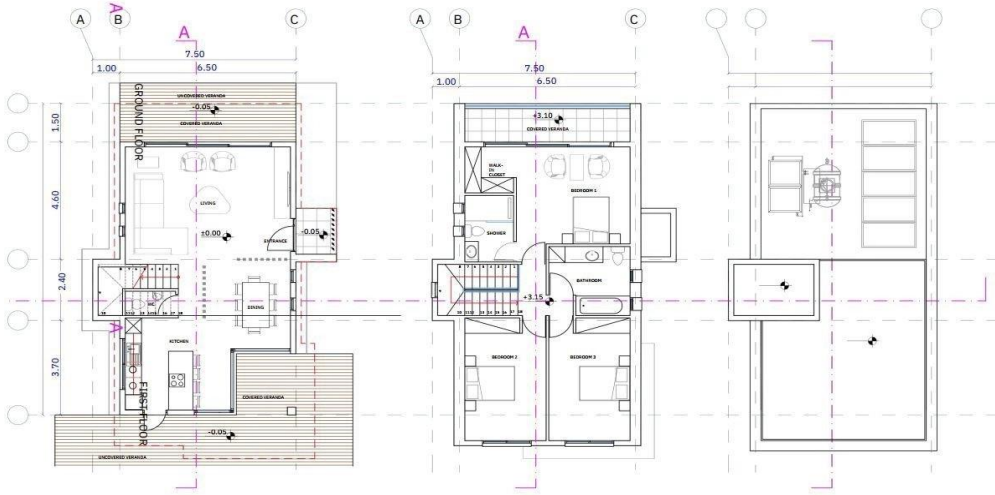 A
B
C
A
A
7.50
1.00
6.50
GROUND FLOOR
UNCOVERED VERANDA
-0.05
COVERED VERANDA
1.50
4.60
2.40
3.70
LIVING
±0.00
ENTRANCE
-0.05
WC
DINING
A
KITCHEN
FIRST FLOOR
COVERED VERANDA
-0.05
UNCOVERED VERANDA
A
B
C
A
7.50
1.00
6.50
+3.10
COVERED VERANDA
WALK-
IN
CLOSET
BEDROOM 1
SHOWER
BATHROOM
+3.15
BEDROOM 2
BEDROOM 3